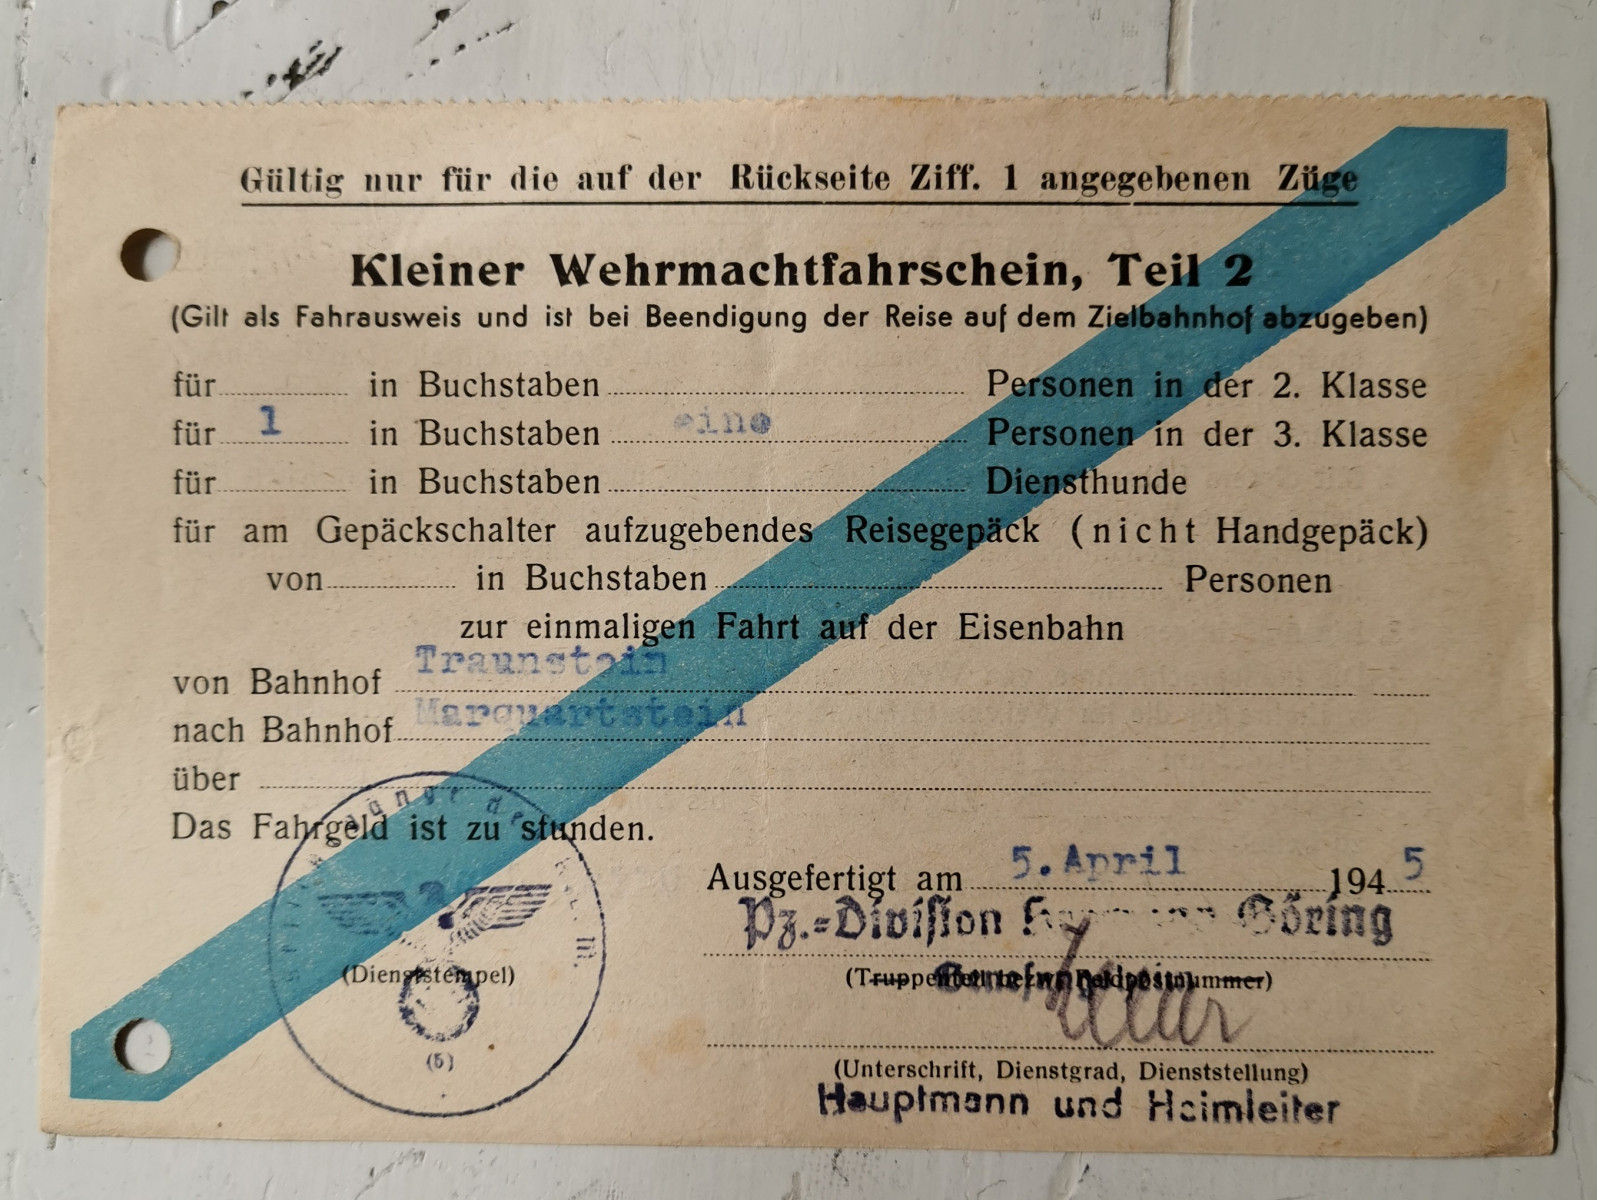 Gültig nur für die auf der Rückseite Ziff. 1 angegebenen Züge
Kleiner Wehrmachtfahrschein, Teil 2
(Gilt als Fahrausweis und ist bei Beendigung der Reise auf dem Zielbahnhof abzugeben)
für in Buchstaben Personen in der 2. Klasse
für 1 in Buchstaben eine Personen in der 3. Klasse
für in Buchstaben Diensthunde
für am Gepäckschalter aufzugebendes Reisegepäck (nicht Handgepäck)
von in Buchstaben Personen
zur einmaligen Fahrt auf der Eisenbahn
von Bahnhof Traunstein
nach Bahnhof Marquartstein
über
Das Fahrgeld ist zu stunden.
Ausgefertigt am 5. April 1945
Pz.=Division Hermann Göring
(Dienststempel)
(Truppenteil bezw. Feldpostnummer)
(5)
(Unterschrift, Dienstgrad, Dienststellung)
Hauptmann und Heimleiter